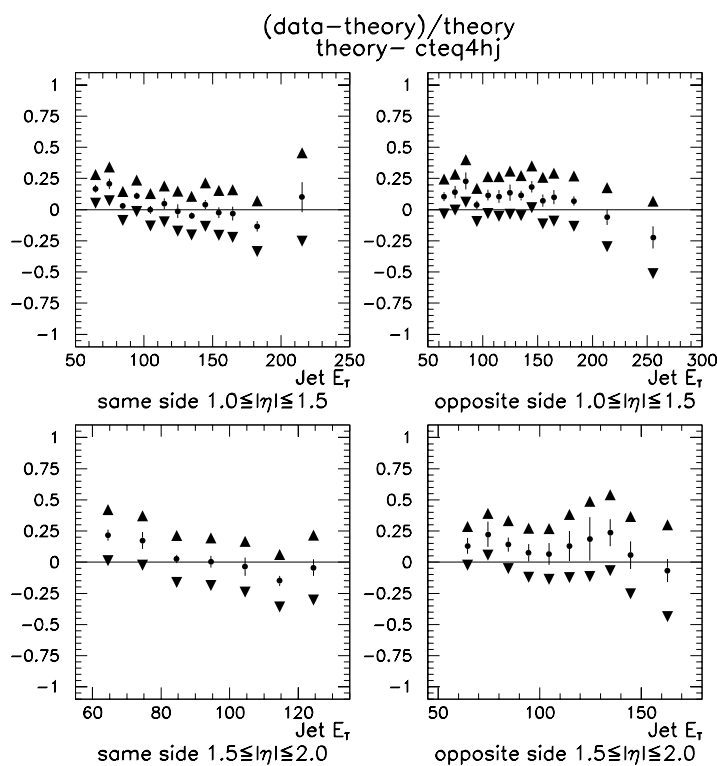 (data−theory)/theory
theory− cteq4hj
1
0.75
0.5
0.25
0
−0.25
−0.5
−0.75
−1
50 100 150 200 250
Jet E_T
same side 1.0≦|η|≦1.5
1
0.75
0.5
0.25
0
−0.25
−0.5
−0.75
−1
50 100 150 200 250 300
Jet E_T
opposite side 1.0≦|η|≦1.5
1
0.75
0.5
0.25
0
−0.25
−0.5
−0.75
−1
60 80 100 120
Jet E_T
same side 1.5≦|η|≦2.0
1
0.75
0.5
0.25
0
−0.25
−0.5
−0.75
−1
50 100 150
Jet E_T
opposite side 1.5≦|η|≦2.0